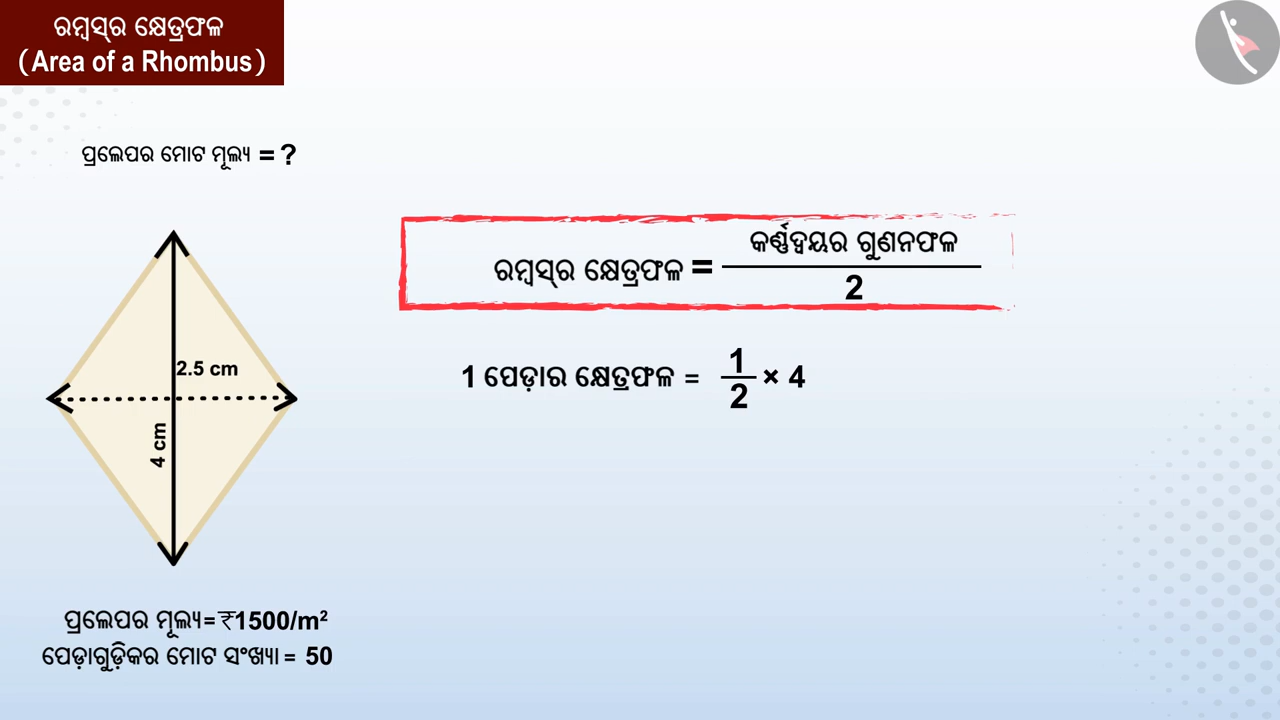 ରମ୍ବସ୍‌ର କ୍ଷେତ୍ରଫଳ
(Area of a Rhombus)
ପ୍ରଲେପର ମୋଟ ମୂଲ୍ୟ = ?
ରମ୍ବସ୍‌ର କ୍ଷେତ୍ରଫଳ = କର୍ଣ୍ଣଦ୍ବୟର ଗୁଣନଫଳ / 2
1 ପେଡ଼ାର କ୍ଷେତ୍ରଫଳ = 1/2 × 4
2.5 cm
4 cm
ପ୍ରଲେପର ମୂଲ୍ୟ= ₹1500/m²
ପେଡ଼ାଗୁଡ଼ିକର ମୋଟ ସଂଖ୍ୟା = 50